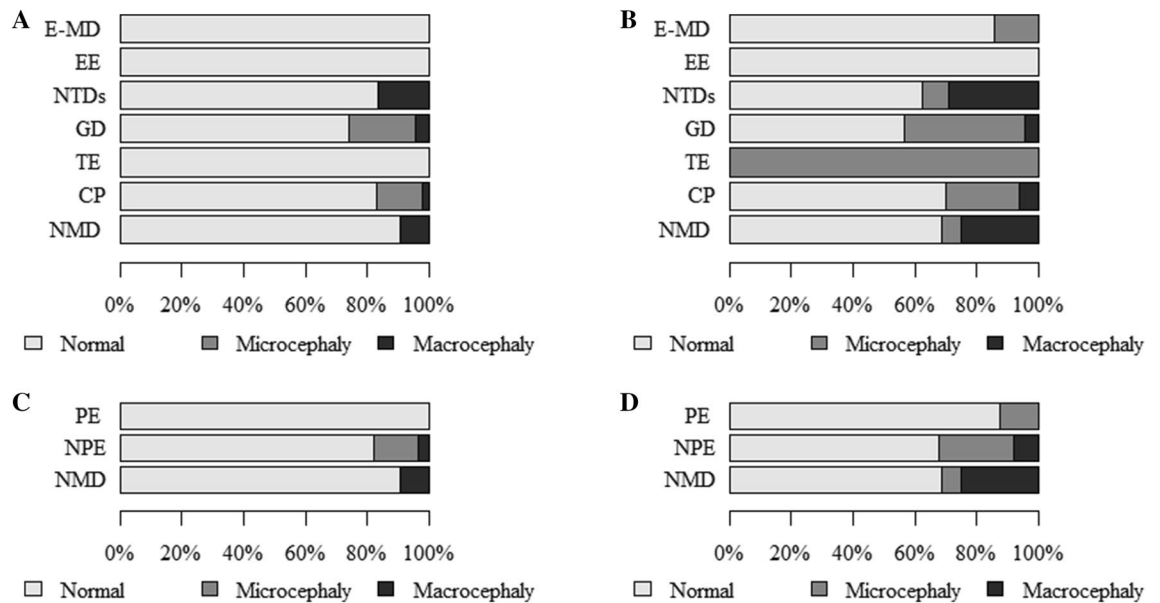 A
E-MD
EE
NTDs
GD
TE
CP
NMD
0% 20% 40% 60% 80% 100%
Normal Microcephaly Macrocephaly
B
E-MD
EE
NTDs
GD
TE
CP
NMD
0% 20% 40% 60% 80% 100%
Normal Microcephaly Macrocephaly
C
PE
NPE
NMD
0% 20% 40% 60% 80% 100%
Normal Microcephaly Macrocephaly
D
PE
NPE
NMD
0% 20% 40% 60% 80% 100%
Normal Microcephaly Macrocephaly